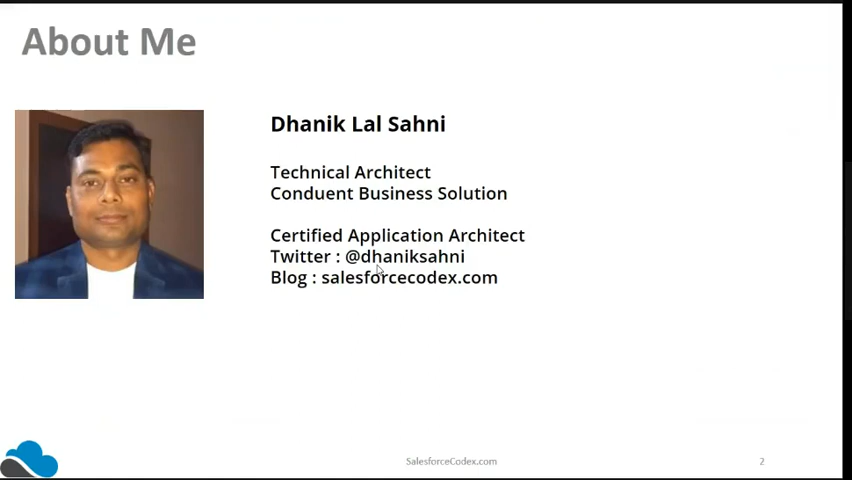 About Me
Dhanik Lal Sahni
Technical Architect
Conduent Business Solution
Certified Application Architect
Twitter : @dhaniksahni
Blog : salesforcecodex.com
SalesforceCodex.com
2